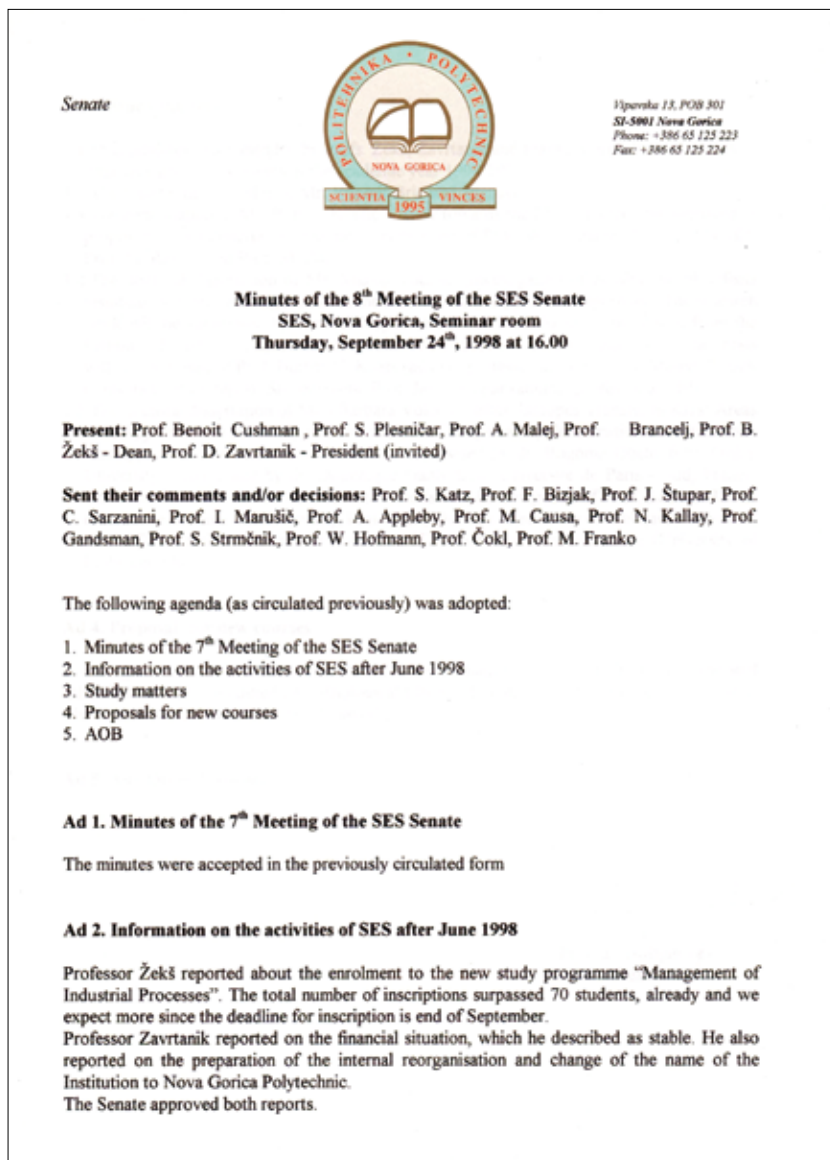 Senate
POLITEHNIKA • POLYTECHNIC
NOVA GORICA
SCIENTIA VINCES
1995
Vipavska 13, POB 301
SI-5001 Nova Gorica
Phone: +386 65 125 223
Fax: +386 65 125 224
Minutes of the 8th Meeting of the SES Senate
SES, Nova Gorica, Seminar room
Thursday, September 24th, 1998 at 16.00
Present: Prof. Benoit Cushman , Prof. S. Plesničar, Prof. A. Malej, Prof. Brancelj, Prof. B.
Žekš - Dean, Prof. D. Zavrtanik - President (invited)
Sent their comments and/or decisions: Prof. S. Katz, Prof. F. Bizjak, Prof. J. Štupar, Prof.
C. Sarzanini, Prof. I. Marušič, Prof. A. Appleby, Prof. M. Causa, Prof. N. Kallay, Prof.
Gandsman, Prof. S. Strmčnik, Prof. W. Hofmann, Prof. Čokl, Prof. M. Franko
The following agenda (as circulated previously) was adopted:
1. Minutes of the 7th Meeting of the SES Senate
2. Information on the activities of SES after June 1998
3. Study matters
4. Proposals for new courses
5. AOB
Ad 1. Minutes of the 7th Meeting of the SES Senate
The minutes were accepted in the previously circulated form
Ad 2. Information on the activities of SES after June 1998
Professor Žekš reported about the enrolment to the new study programme “Management of
Industrial Processes”. The total number of inscriptions surpassed 70 students, already and we
expect more since the deadline for inscription is end of September.
Professor Zavrtanik reported on the financial situation, which he described as stable. He also
reported on the preparation of the internal reorganisation and change of the name of the
Institution to Nova Gorica Polytechnic.
The Senate approved both reports.